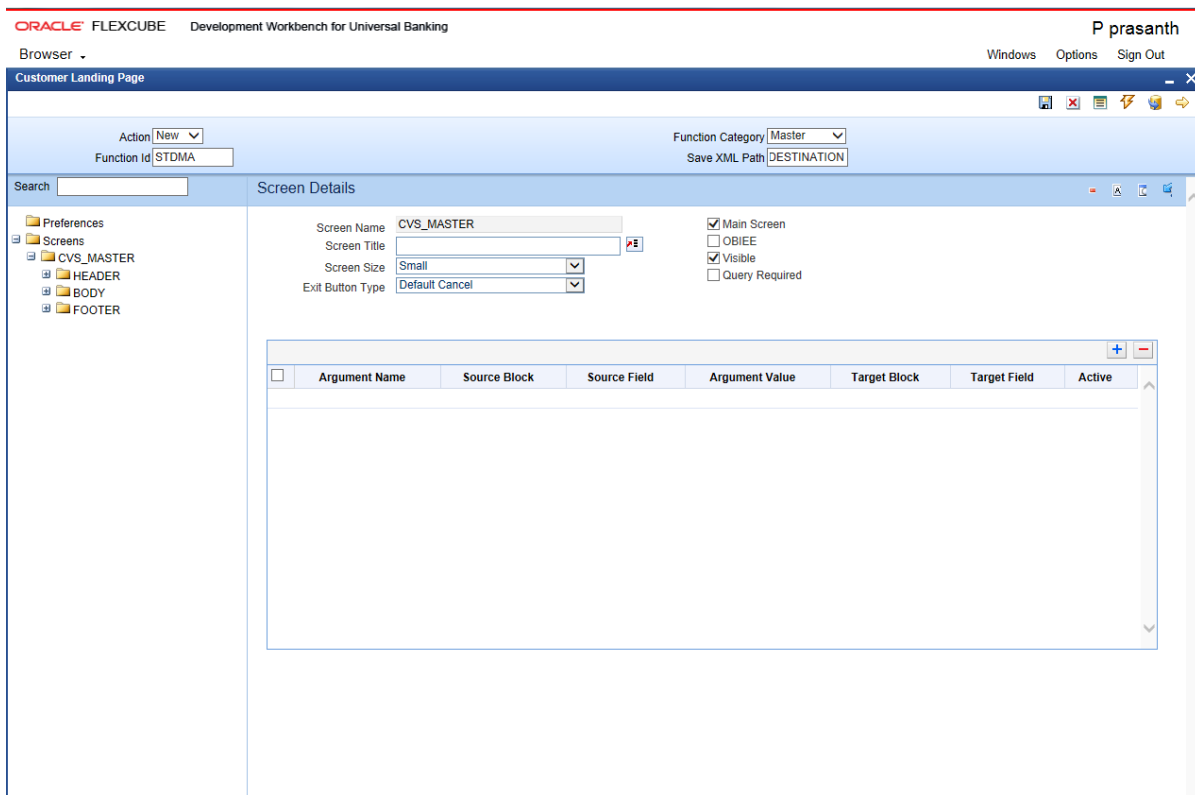 ORACLE FLEXCUBE Development Workbench for Universal Banking P prasanth
Browser Windows Options Sign Out
Customer Landing Page
Action New Function Category Master
Function Id STDMA Save XML Path DESTINATION
Search Screen Details
Preferences
Screens
CVS_MASTER
HEADER
BODY
FOOTER
Screen Name CVS_MASTER Main Screen
Screen Title OBIEE
Screen Size Small Visible
Exit Button Type Default Cancel Query Required
Argument Name Source Block Source Field Argument Value Target Block Target Field Active